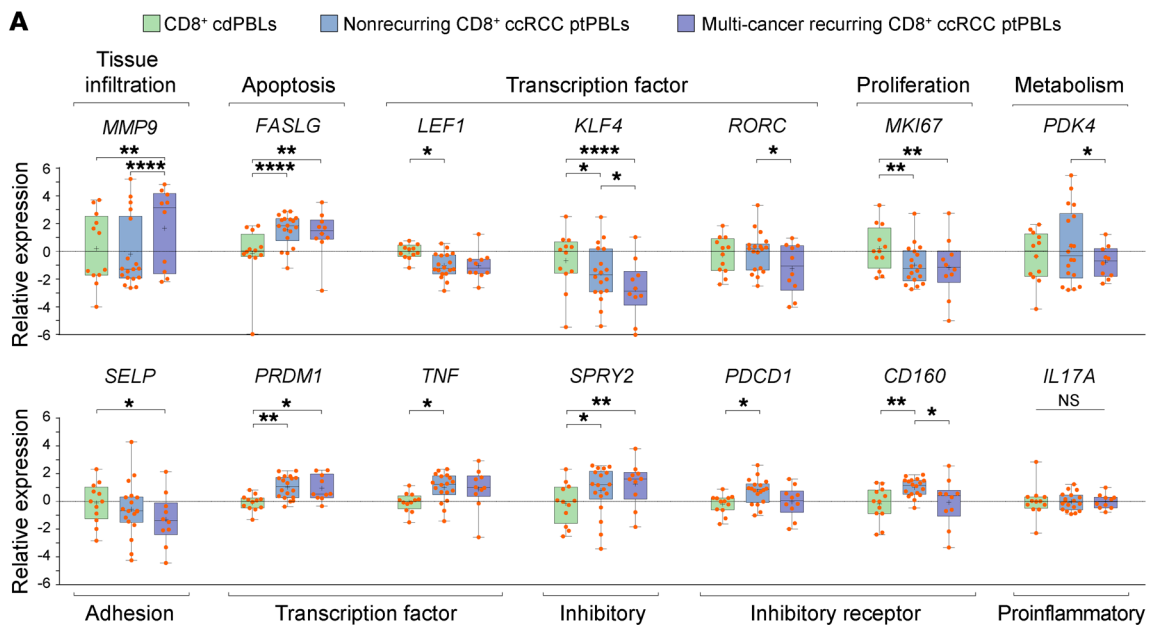 A
CD8+ cdPBLs Nonrecurring CD8+ ccRCC ptPBLs Multi-cancer recurring CD8+ ccRCC ptPBLs
Tissue infiltration Apoptosis Transcription factor Proliferation Metabolism
MMP9 FASLG LEF1 KLF4 RORC MKI67 PDK4
** ** **** **
**** **** * * * ** *
*
Relative expression
6
4
2
0
-2
-4
-6
SELP PRDM1 TNF SPRY2 PDCD1 CD160 IL17A
* * * ** * ** NS
** * *
Relative expression
6
4
2
0
-2
-4
-6
Adhesion Transcription factor Inhibitory Inhibitory receptor Proinflammatory